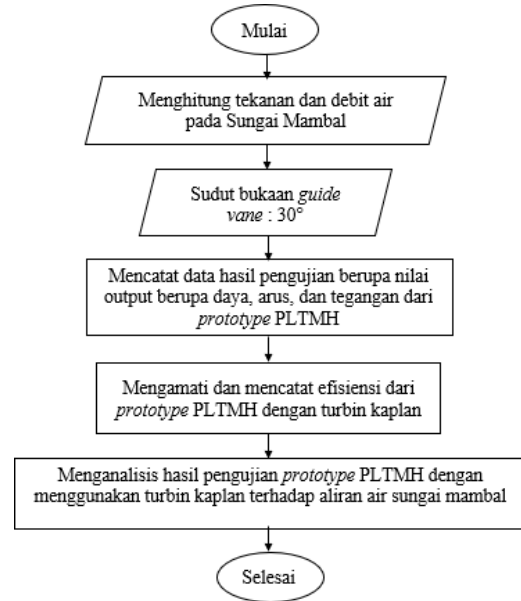 Mulai
Menghitung tekanan dan debit air
pada Sungai Mambal
Sudut bukaan guide
vane : 30°
Mencatat data hasil pengujian berupa nilai
output berupa daya, arus, dan tegangan dari
prototype PLTMH
Mengamati dan mencatat efisiensi dari
prototype PLTMH dengan turbin kaplan
Menganalisis hasil pengujian prototype PLTMH dengan
menggunakan turbin kaplan terhadap aliran air sungai mambal
Selesai